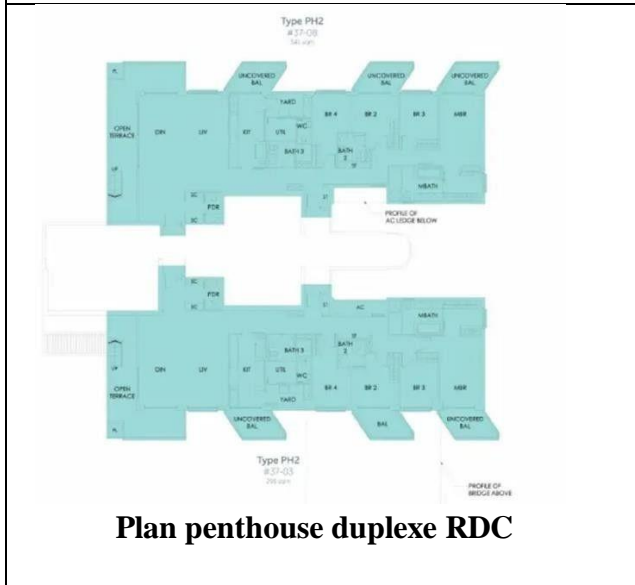 Type PH2
#37-08
PL
UNCOVERED
BAL
UNCOVERED
BAL
UNCOVERED
BAL
YARD
OPEN
TERRACE
DIN
LIV
KIT
UTIL
WC
BR 4
BR 2
BR 3
MBR
BATH 3
BATH
2
UP
MBATH
PDR
ST
PROFILE OF
AC LEDGE BELOW
PDR
ST
AC
MBATH
UP
DIN
LIV
KIT
BATH 3
UTIL
WC
BATH
2
OPEN
TERRACE
BR 4
BR 2
BR 3
MBR
YARD
PL
UNCOVERED
BAL
BAL
UNCOVERED
BAL
Type PH2
#37-03
PROFILE OF
BRIDGE ABOVE
Plan penthouse duplexe RDC